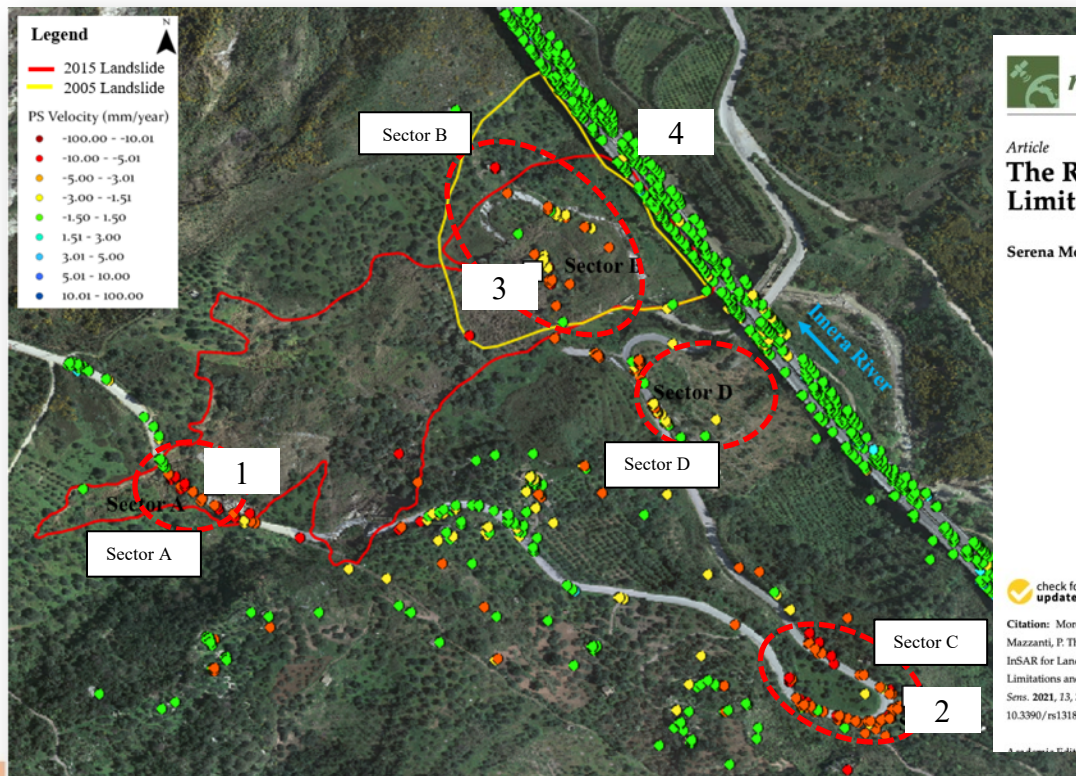 Legend
N
2015 Landslide
2005 Landslide
PS Velocity (mm/year)
-100.00 - -10.01
-10.00 - -5.01
-5.00 - -3.01
-3.00 - -1.51
-1.50 - 1.50
1.51 - 3.00
3.01 - 5.00
5.01 - 10.00
10.01 - 100.00
Sector B
4
Sector
3
Imera River
Sector D
Sector D
1
Sector A
Sector A
Sector C
2
Article
The R
Limit
Serena Mo
check fo
update
Citation: Mor
Mazzanti, P. Th
InSAR for Lan
Limitations and
Sens. 2021, 13,
10.3390/rs1318
Academic Edit